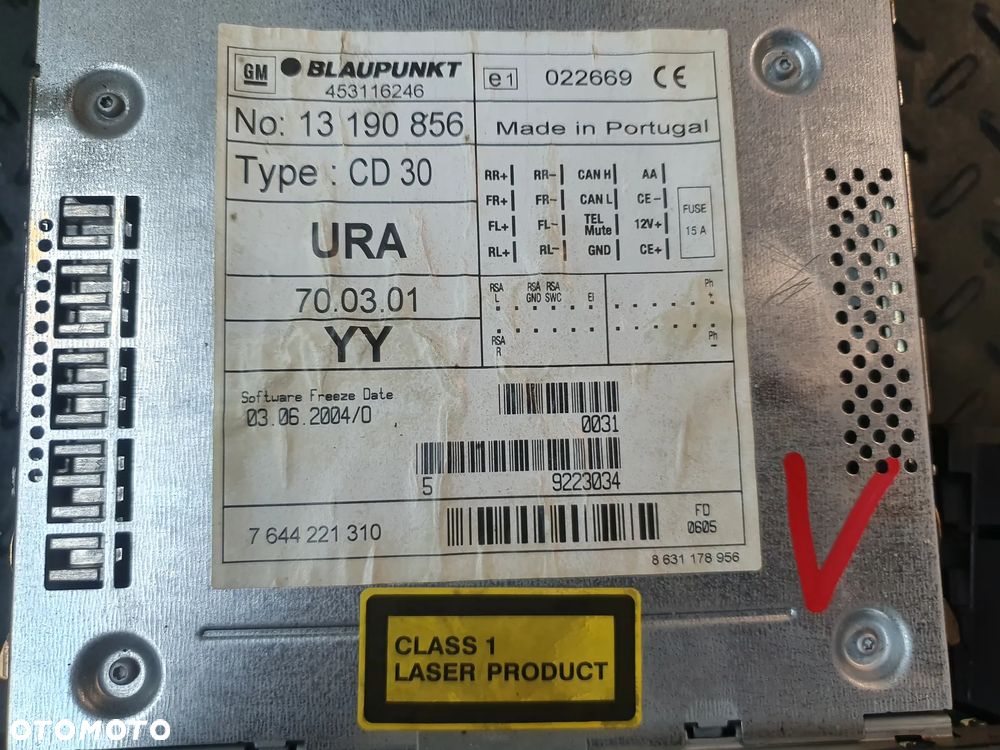 GM BLAUPUNKT
453116246
e1 022669 CE
No: 13 190 856
Made in Portugal
Type : CD 30
URA
70.03.01
YY
RR+ RR- CAN H AA
FR+ FR- CAN L CE-
FL+ FL- TEL Mute 12V+
RL+ RL- GND CE+
FUSE
15 A
RSA L RSA GND RSA SWC EI Ph +
RSA R Ph -
Software Freeze Date
03.06.2004/0
0031
5 9223034
7 644 221 310
FD
0605
8 631 178 956
CLASS 1
LASER PRODUCT
V
OTOMOTO